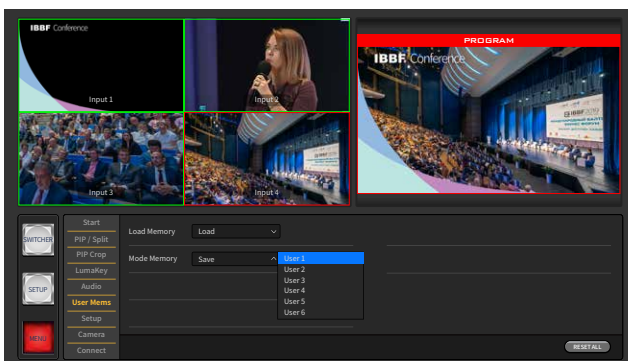 IBBF Conference
Input 1
Input 2
Input 3
Input 4
PROGRAM
IBBF Conference
IBBF 2019
SWITCHER
SETUP
MENU
Start
PIP / Split
PIP Crop
LumaKey
Audio
User Mems
Setup
Camera
Connect
Load Memory
Load
Mode Memory
Save
User 1
User 2
User 3
User 4
User 5
User 6
RESET ALL